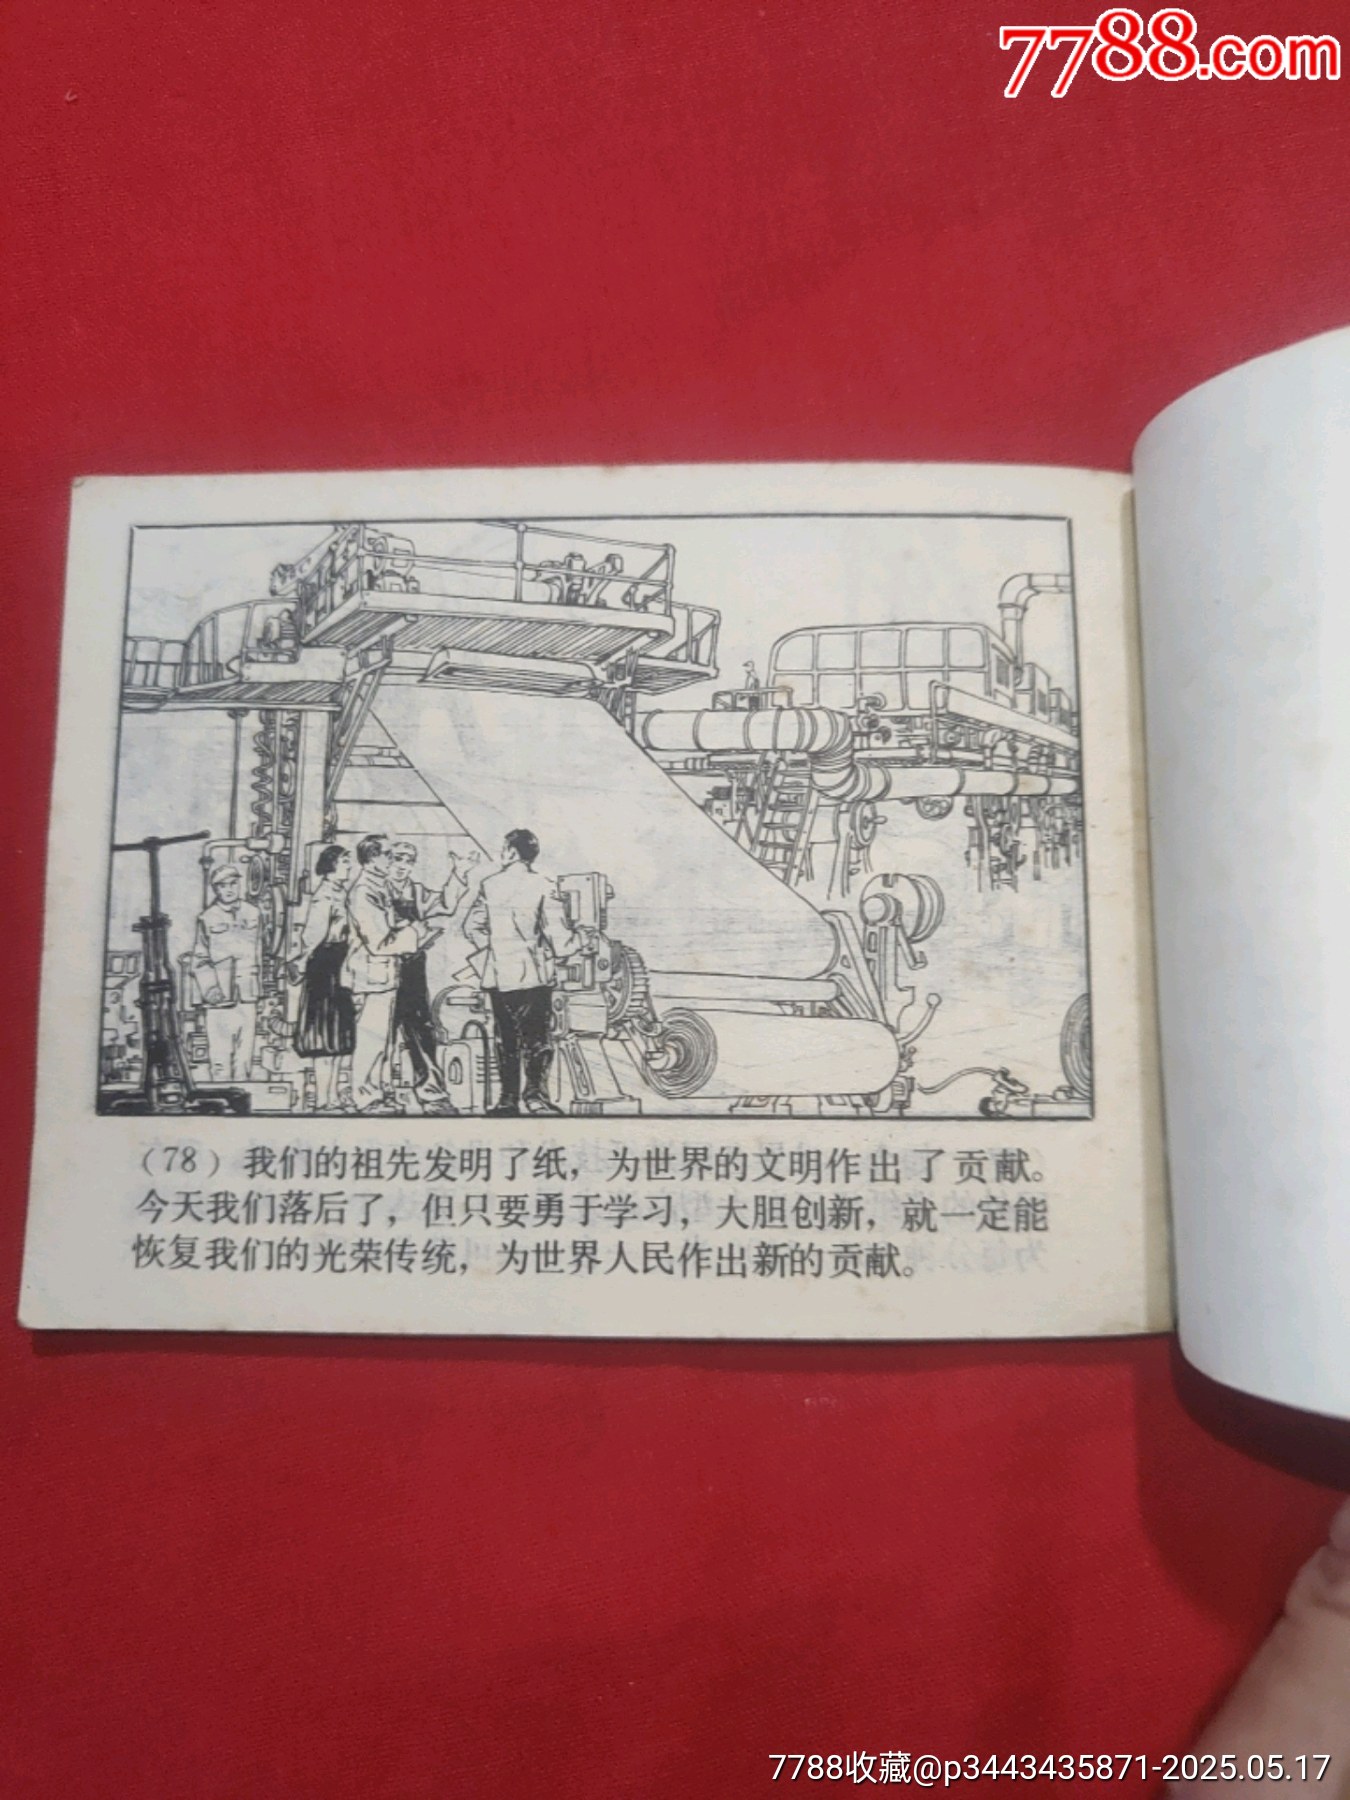 7788.com
（78）我们的祖先发明了纸，为世界的文明作出了贡献。
今天我们落后了，但只要勇于学习，大胆创新，就一定能
恢复我们的光荣传统，为世界人民作出新的贡献。
7788收藏@p3443435871-2025.05.17